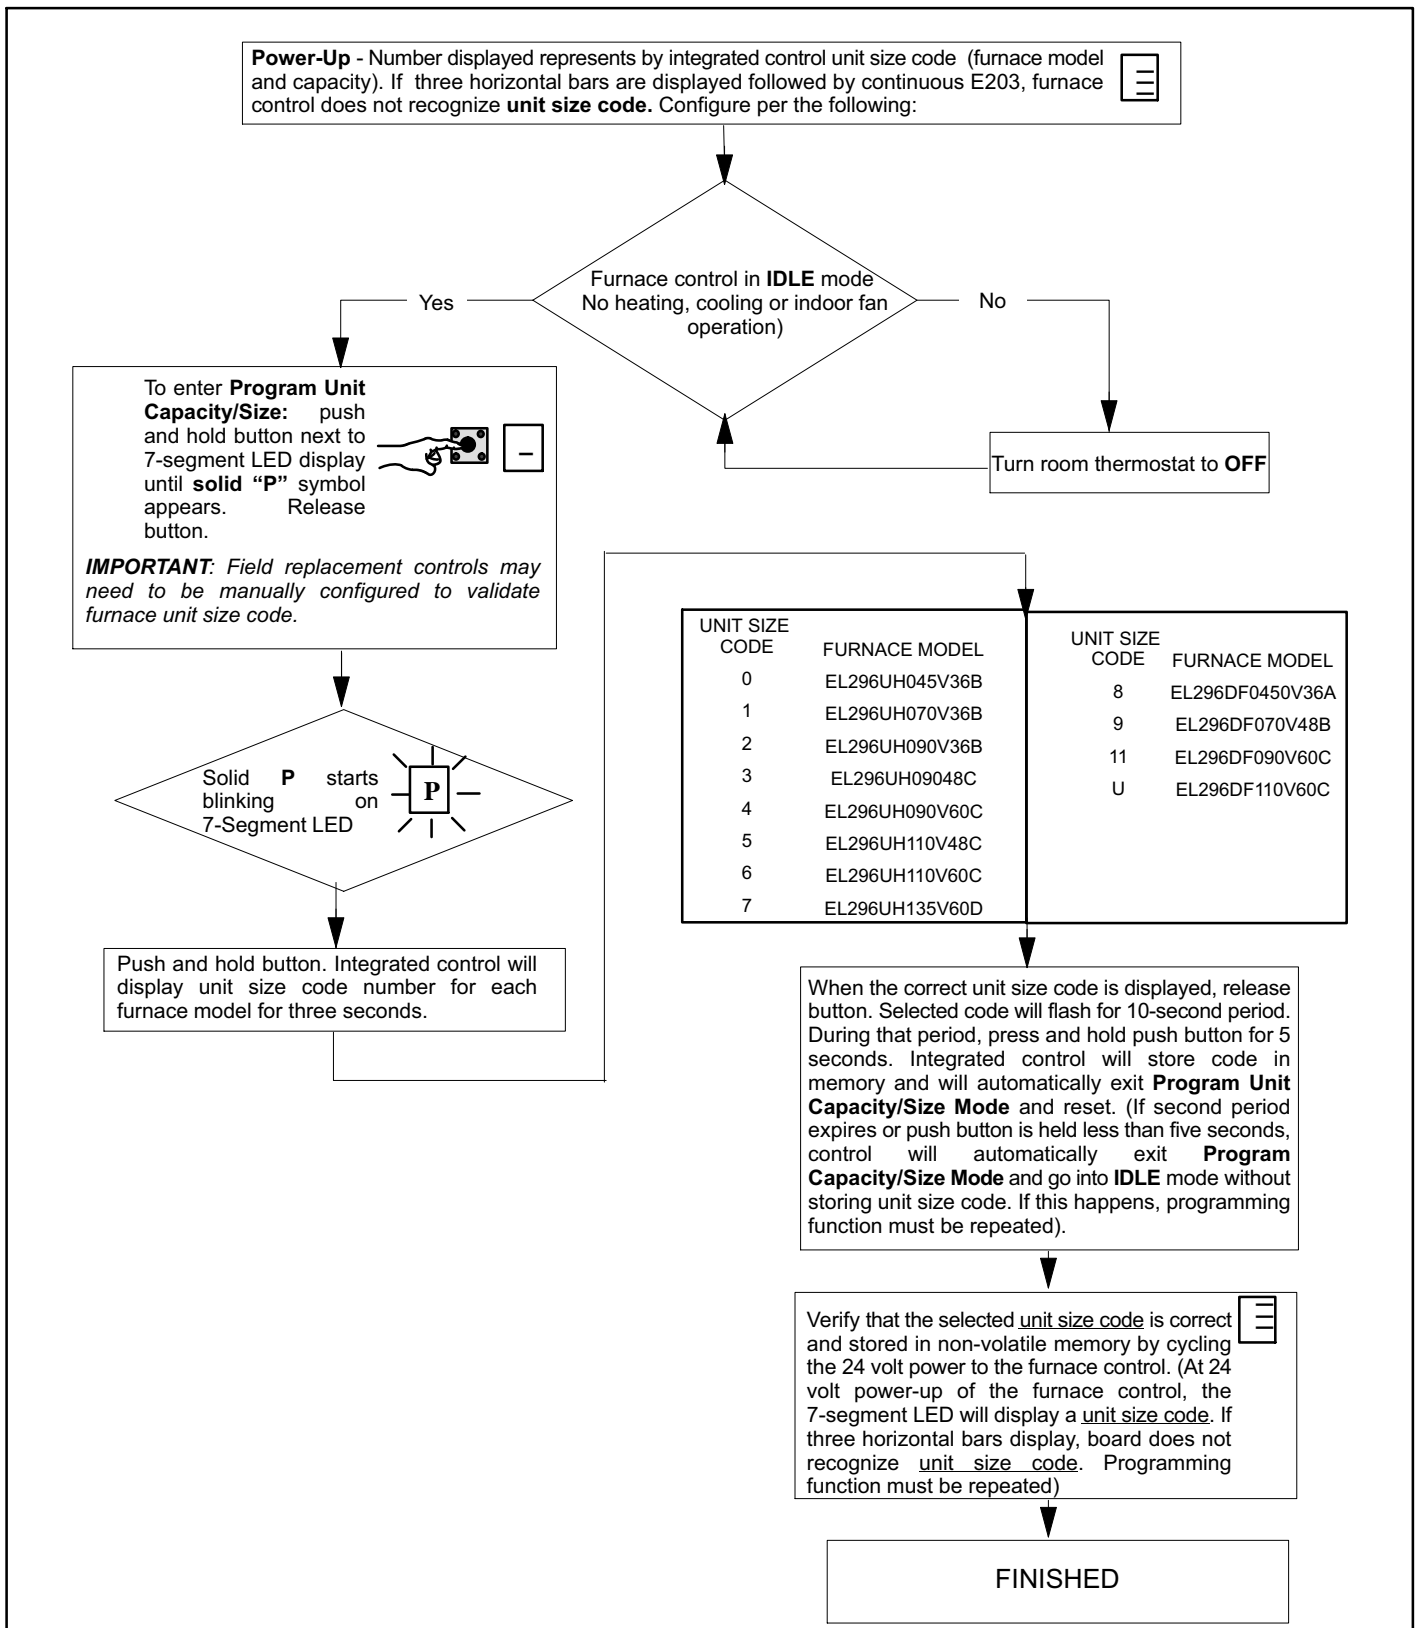 Power-Up - Number displayed represents by integrated control unit size code (furnace model
and capacity). If three horizontal bars are displayed followed by continuous E203, furnace
control does not recognize unit size code. Configure per the following:
Furnace control in IDLE mode
No heating, cooling or indoor fan
operation)
Yes
No
To enter Program Unit
Capacity/Size: push
and hold button next to
7-segment LED display
until solid “P” symbol
appears. Release
button.
IMPORTANT: Field replacement controls may
need to be manually configured to validate
furnace unit size code.
Turn room thermostat to OFF
Solid P starts
blinking on
7-Segment LED
P
Push and hold button. Integrated control will
display unit size code number for each
furnace model for three seconds.
UNIT SIZE
CODE FURNACE MODEL
0 EL296UH045V36B
1 EL296UH070V36B
2 EL296UH090V36B
3 EL296UH09048C
4 EL296UH090V60C
5 EL296UH110V48C
6 EL296UH110V60C
7 EL296UH135V60D
UNIT SIZE
CODE FURNACE MODEL
8 EL296DF0450V36A
9 EL296DF070V48B
11 EL296DF090V60C
U EL296DF110V60C
When the correct unit size code is displayed, release
button. Selected code will flash for 10-second period.
During that period, press and hold push button for 5
seconds. Integrated control will store code in
memory and will automatically exit Program Unit
Capacity/Size Mode and reset. (If second period
expires or push button is held less than five seconds,
control will automatically exit Program
Capacity/Size Mode and go into IDLE mode without
storing unit size code. If this happens, programming
function must be repeated).
Verify that the selected unit size code is correct
and stored in non-volatile memory by cycling
the 24 volt power to the furnace control. (At 24
volt power-up of the furnace control, the
7-segment LED will display a unit size code. If
three horizontal bars display, board does not
recognize unit size code. Programming
function must be repeated)
FINISHED